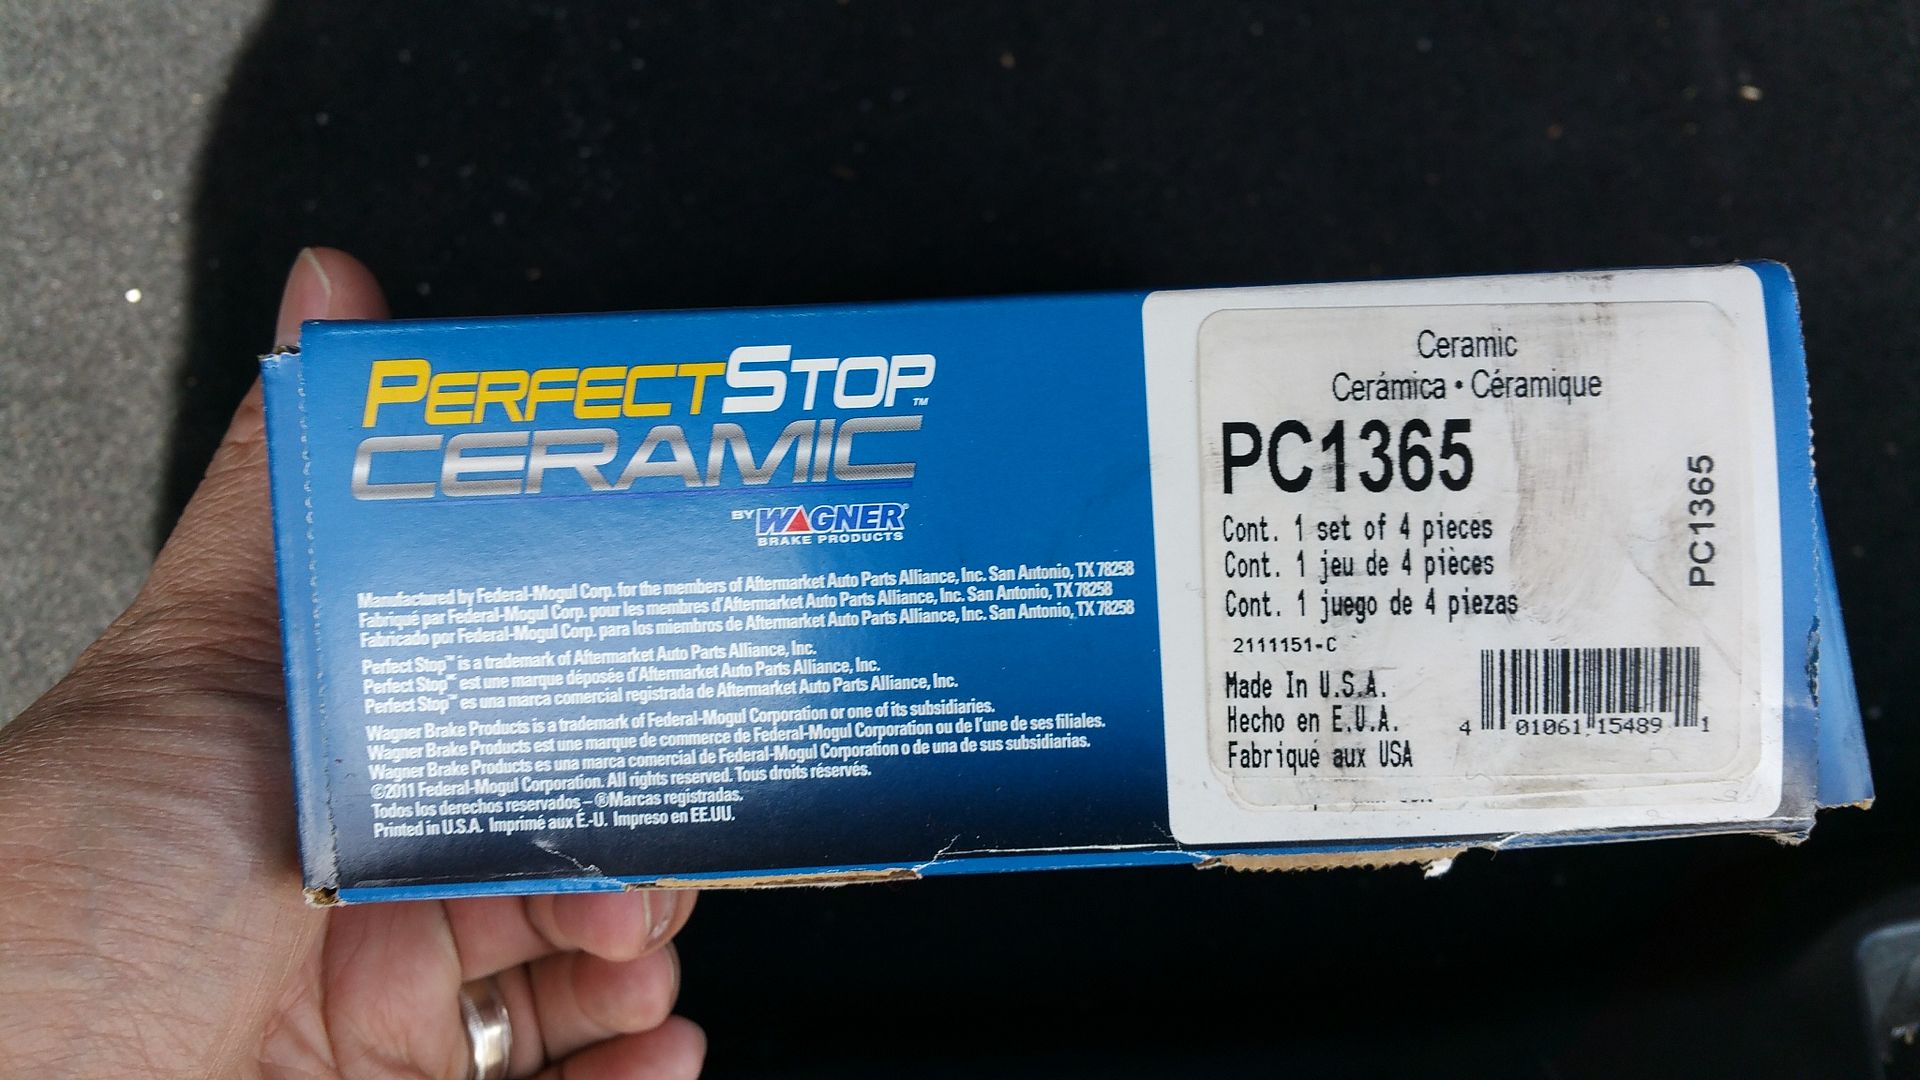 PERFECTSTOP™
CERAMIC
BY WAGNER®
BRAKE PRODUCTS
Manufactured by Federal-Mogul Corp. for the members of Aftermarket Auto Parts Alliance, Inc. San Antonio, TX 78258
Fabriqué par Federal-Mogul Corp. pour les membres d'Aftermarket Auto Parts Alliance, Inc. San Antonio, TX 78258
Fabricado por Federal-Mogul Corp. para los miembros de Aftermarket Auto Parts Alliance, Inc. San Antonio, TX 78258
Perfect Stop™ is a trademark of Aftermarket Auto Parts Alliance, Inc.
Perfect Stop™ est une marque déposée d'Aftermarket Auto Parts Alliance, Inc.
Perfect Stop™ es una marca comercial registrada de Aftermarket Auto Parts Alliance, Inc.
Wagner Brake Products is a trademark of Federal-Mogul Corporation or one of its subsidiaries.
Wagner Brake Products est une marque de commerce de Federal-Mogul Corporation ou de l'une de ses filiales.
Wagner Brake Products es una marca comercial de Federal-Mogul Corporation o de una de sus subsidiarias.
©2011 Federal-Mogul Corporation. All rights reserved. Tous droits réservés.
Todos los derechos reservados – ®Marcas registradas.
Printed in U.S.A. Imprimé aux É.-U. Impreso en EE.UU.
Ceramic
Cerámica • Céramique
PC1365
Cont. 1 set of 4 pieces
Cont. 1 jeu de 4 pièces
Cont. 1 juego de 4 piezas
2111151-C
Made In U.S.A.
Hecho en E.U.A.
Fabriqué aux USA
4 01061 15489 1
PC1365